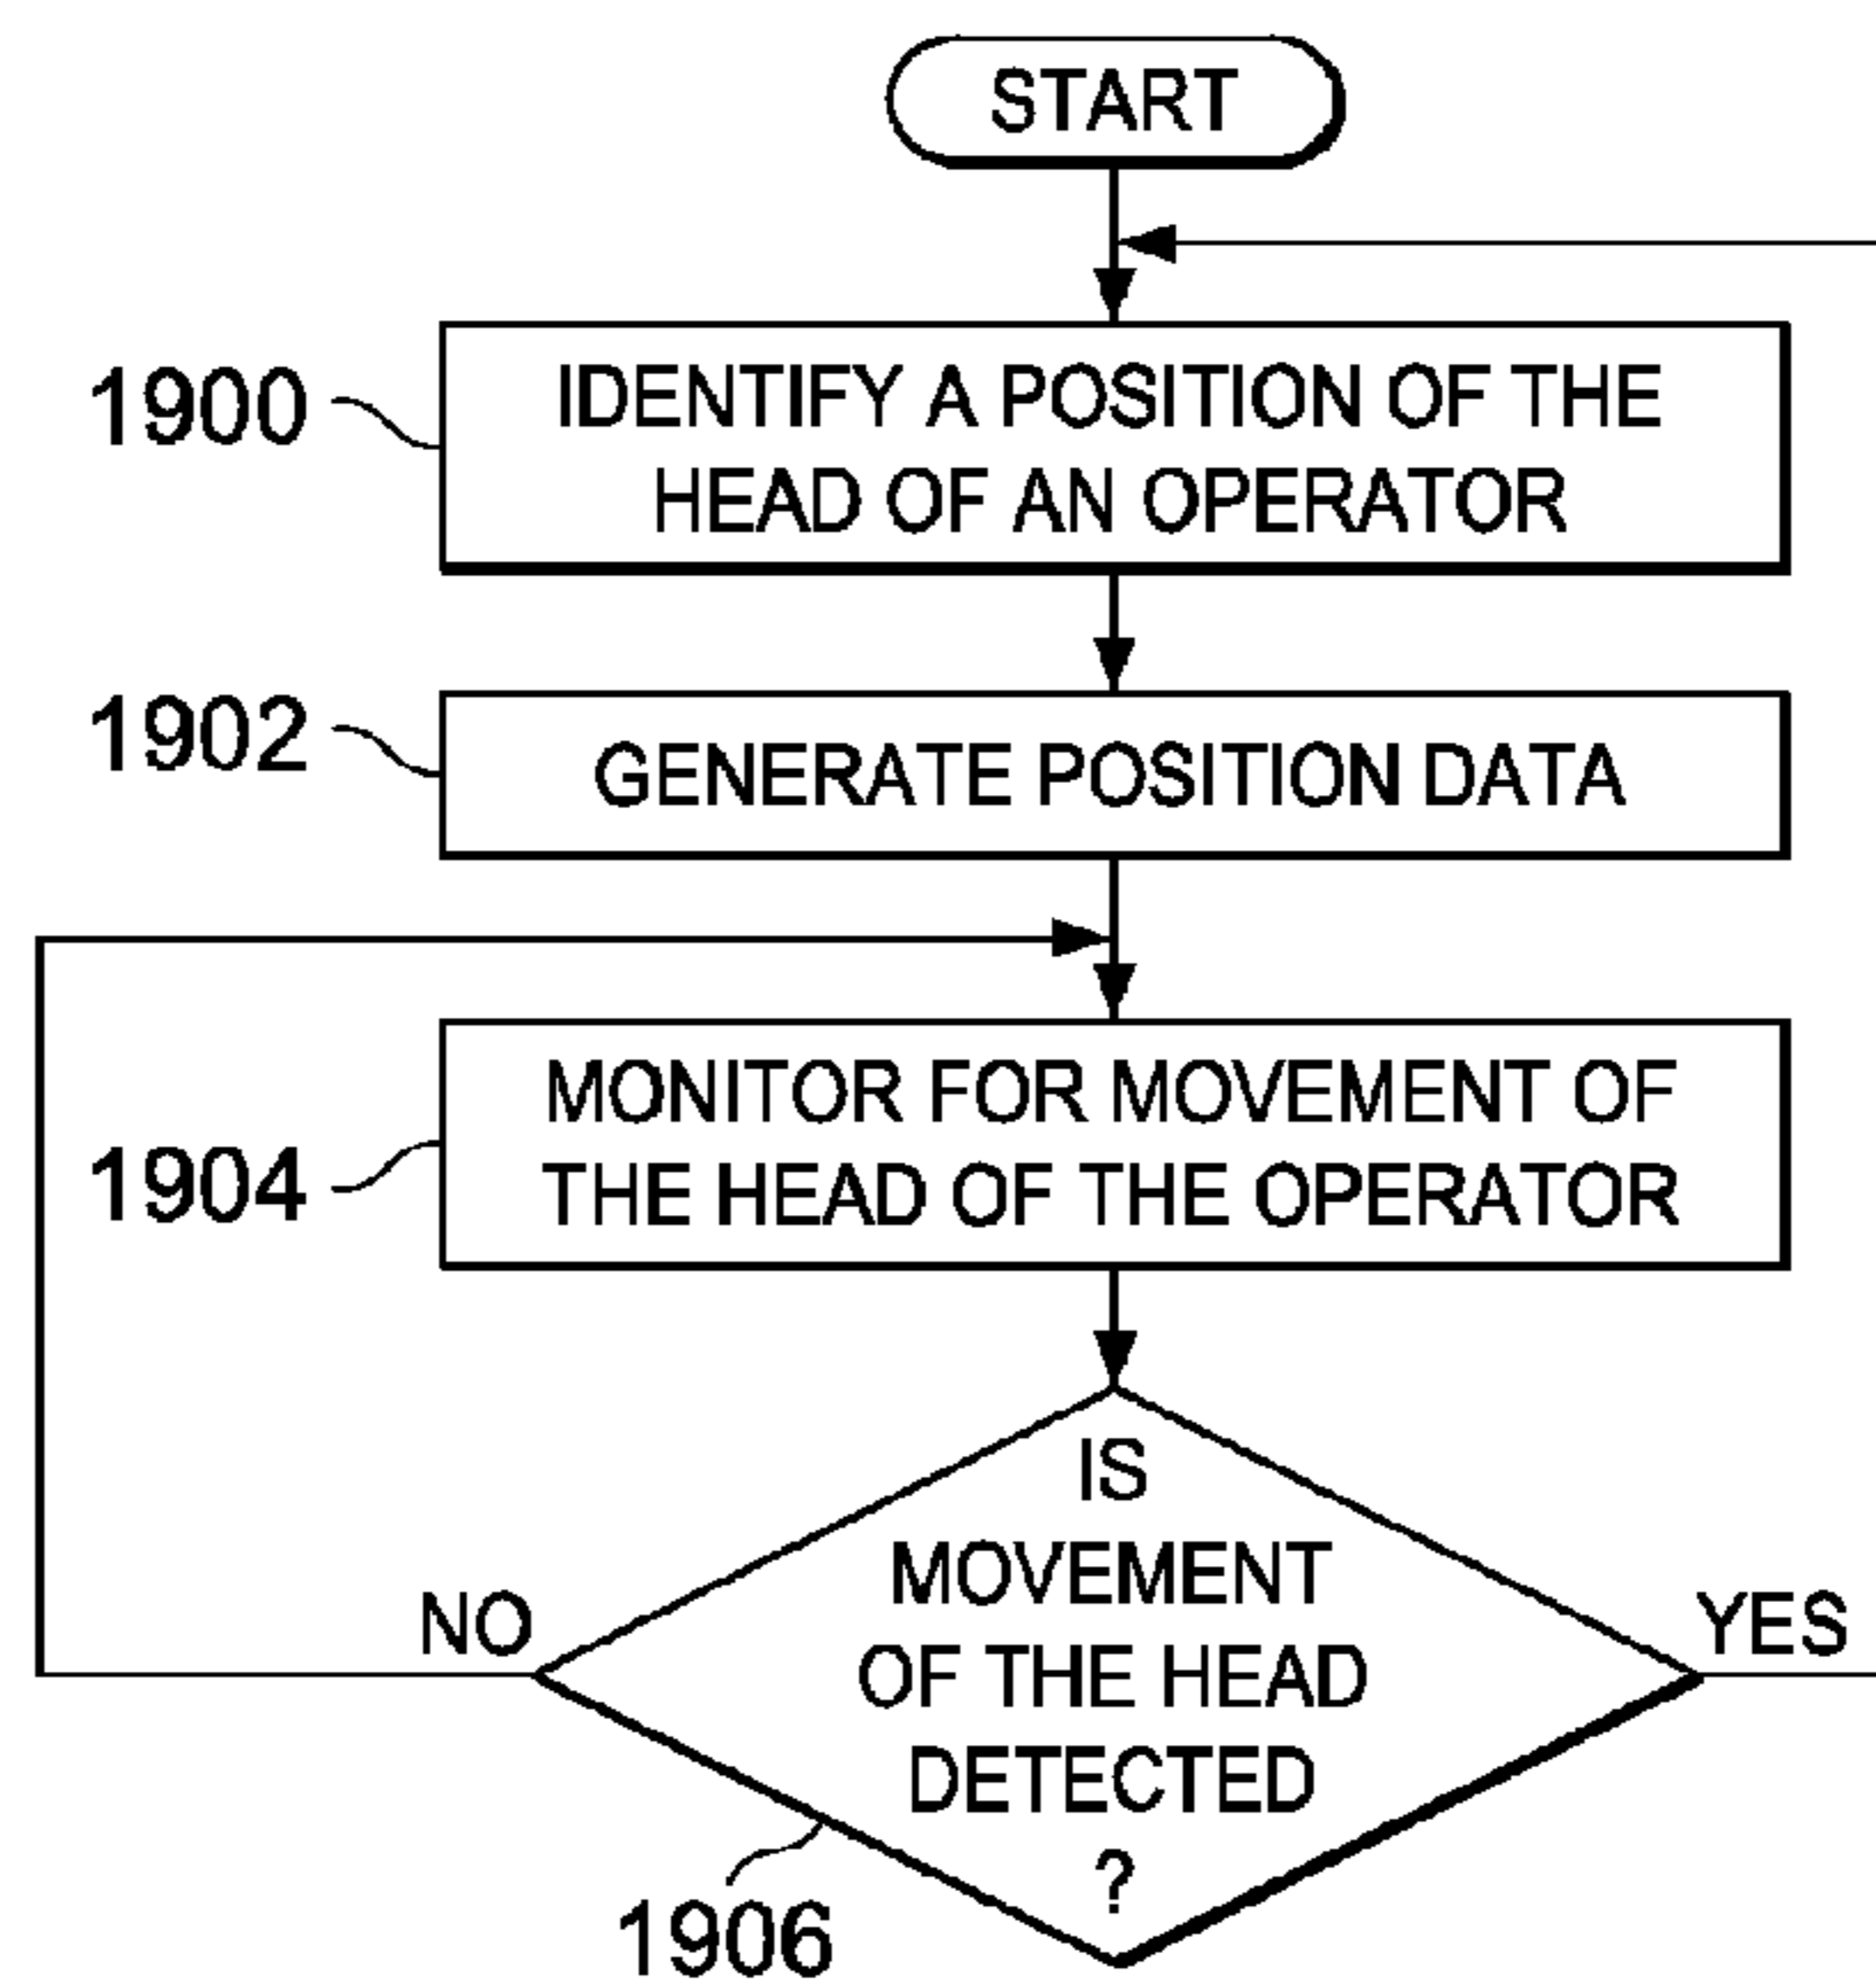 START
1900
IDENTIFY A POSITION OF THE
HEAD OF AN OPERATOR
1902
GENERATE POSITION DATA
1904
MONITOR FOR MOVEMENT OF
THE HEAD OF THE OPERATOR
IS
MOVEMENT
OF THE HEAD
DETECTED
?
NO
YES
1906